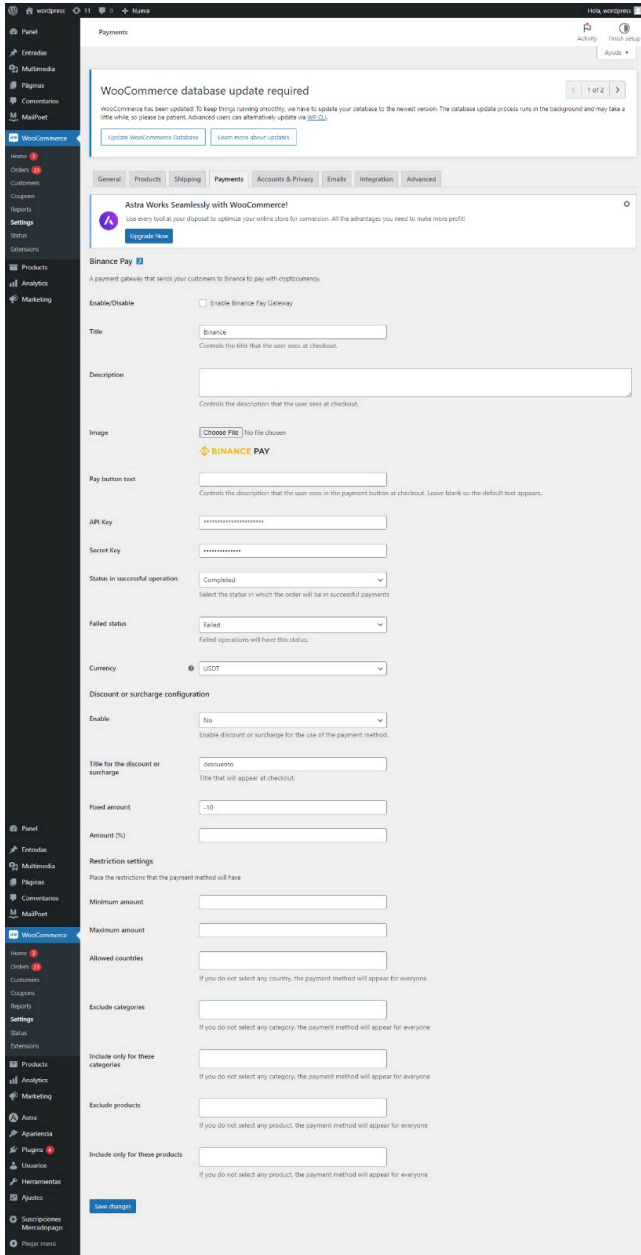 wordpress 11 0 + Nueva Hola, wordpress
Panel
Entradas
Multimedia
Páginas
Comentarios
MailPoet
WooCommerce
Home 2
Orders 23
Customers
Coupons
Reports
Settings
Status
Extensions
Products
Analytics
Marketing
Payments
Activity
Finish setup
Ayuda
WooCommerce database update required
1 of 2
WooCommerce has been updated! To keep things running smoothly, we have to update your database to the newest version. The database update process runs in the background and may take a
little while, so please be patient. Advanced users can alternatively update via WP CLI.
Update WooCommerce Database
Learn more about updates
General Products Shipping Payments Accounts & Privacy Emails Integration Advanced
Astra Works Seamlessly with WooCommerce!
Use every tool at your disposal to optimize your online store for conversion. All the advantages you need to make more profit!
Upgrade Now
Binance Pay
A payment gateway that sends your customers to Binance to pay with cryptocurrency.
Enable/Disable
Enable Binance Pay Gateway
Title
Binance
Controls the title that the user sees at checkout.
Description
Controls the description that the user sees at checkout.
Image
Choose File No file chosen
BINANCE PAY
Pay button text
Controls the description that the user sees in the payment button at checkout. Leave blank so the default text appears.
API Key
Secret Key
Status in successful operation
Completed
Select the status in which the order will be in successful payments
Failed status
Failed
Failed operations will have this status.
Currency
USDT
Discount or surcharge configuration
Enable
No
Enable discount or surcharge for the use of the payment method.
Title for the discount or
surcharge
descuento
Title that will appear at checkout.
Fixed amount
-10
Amount (%)
Restriction settings
Place the restrictions that the payment method will have
Minimum amount
Maximum amount
Allowed countries
If you do not select any country, the payment method will appear for everyone
Exclude categories
If you do not select any category, the payment method will appear for everyone
Include only for these
categories
If you do not select any category, the payment method will appear for everyone
Exclude products
If you do not select any product, the payment method will appear for everyone
Include only for these products
If you do not select any product, the payment method will appear for everyone
Save changes
Panel
Entradas
Multimedia
Páginas
Comentarios
MailPoet
WooCommerce
Home 2
Orders 23
Customers
Coupons
Reports
Settings
Status
Extensions
Products
Analytics
Marketing
Astra
Apariencia
Plugins
Usuarios
Herramientas
Ajustes
Suscripciones
Mercadopago
Plegar menú